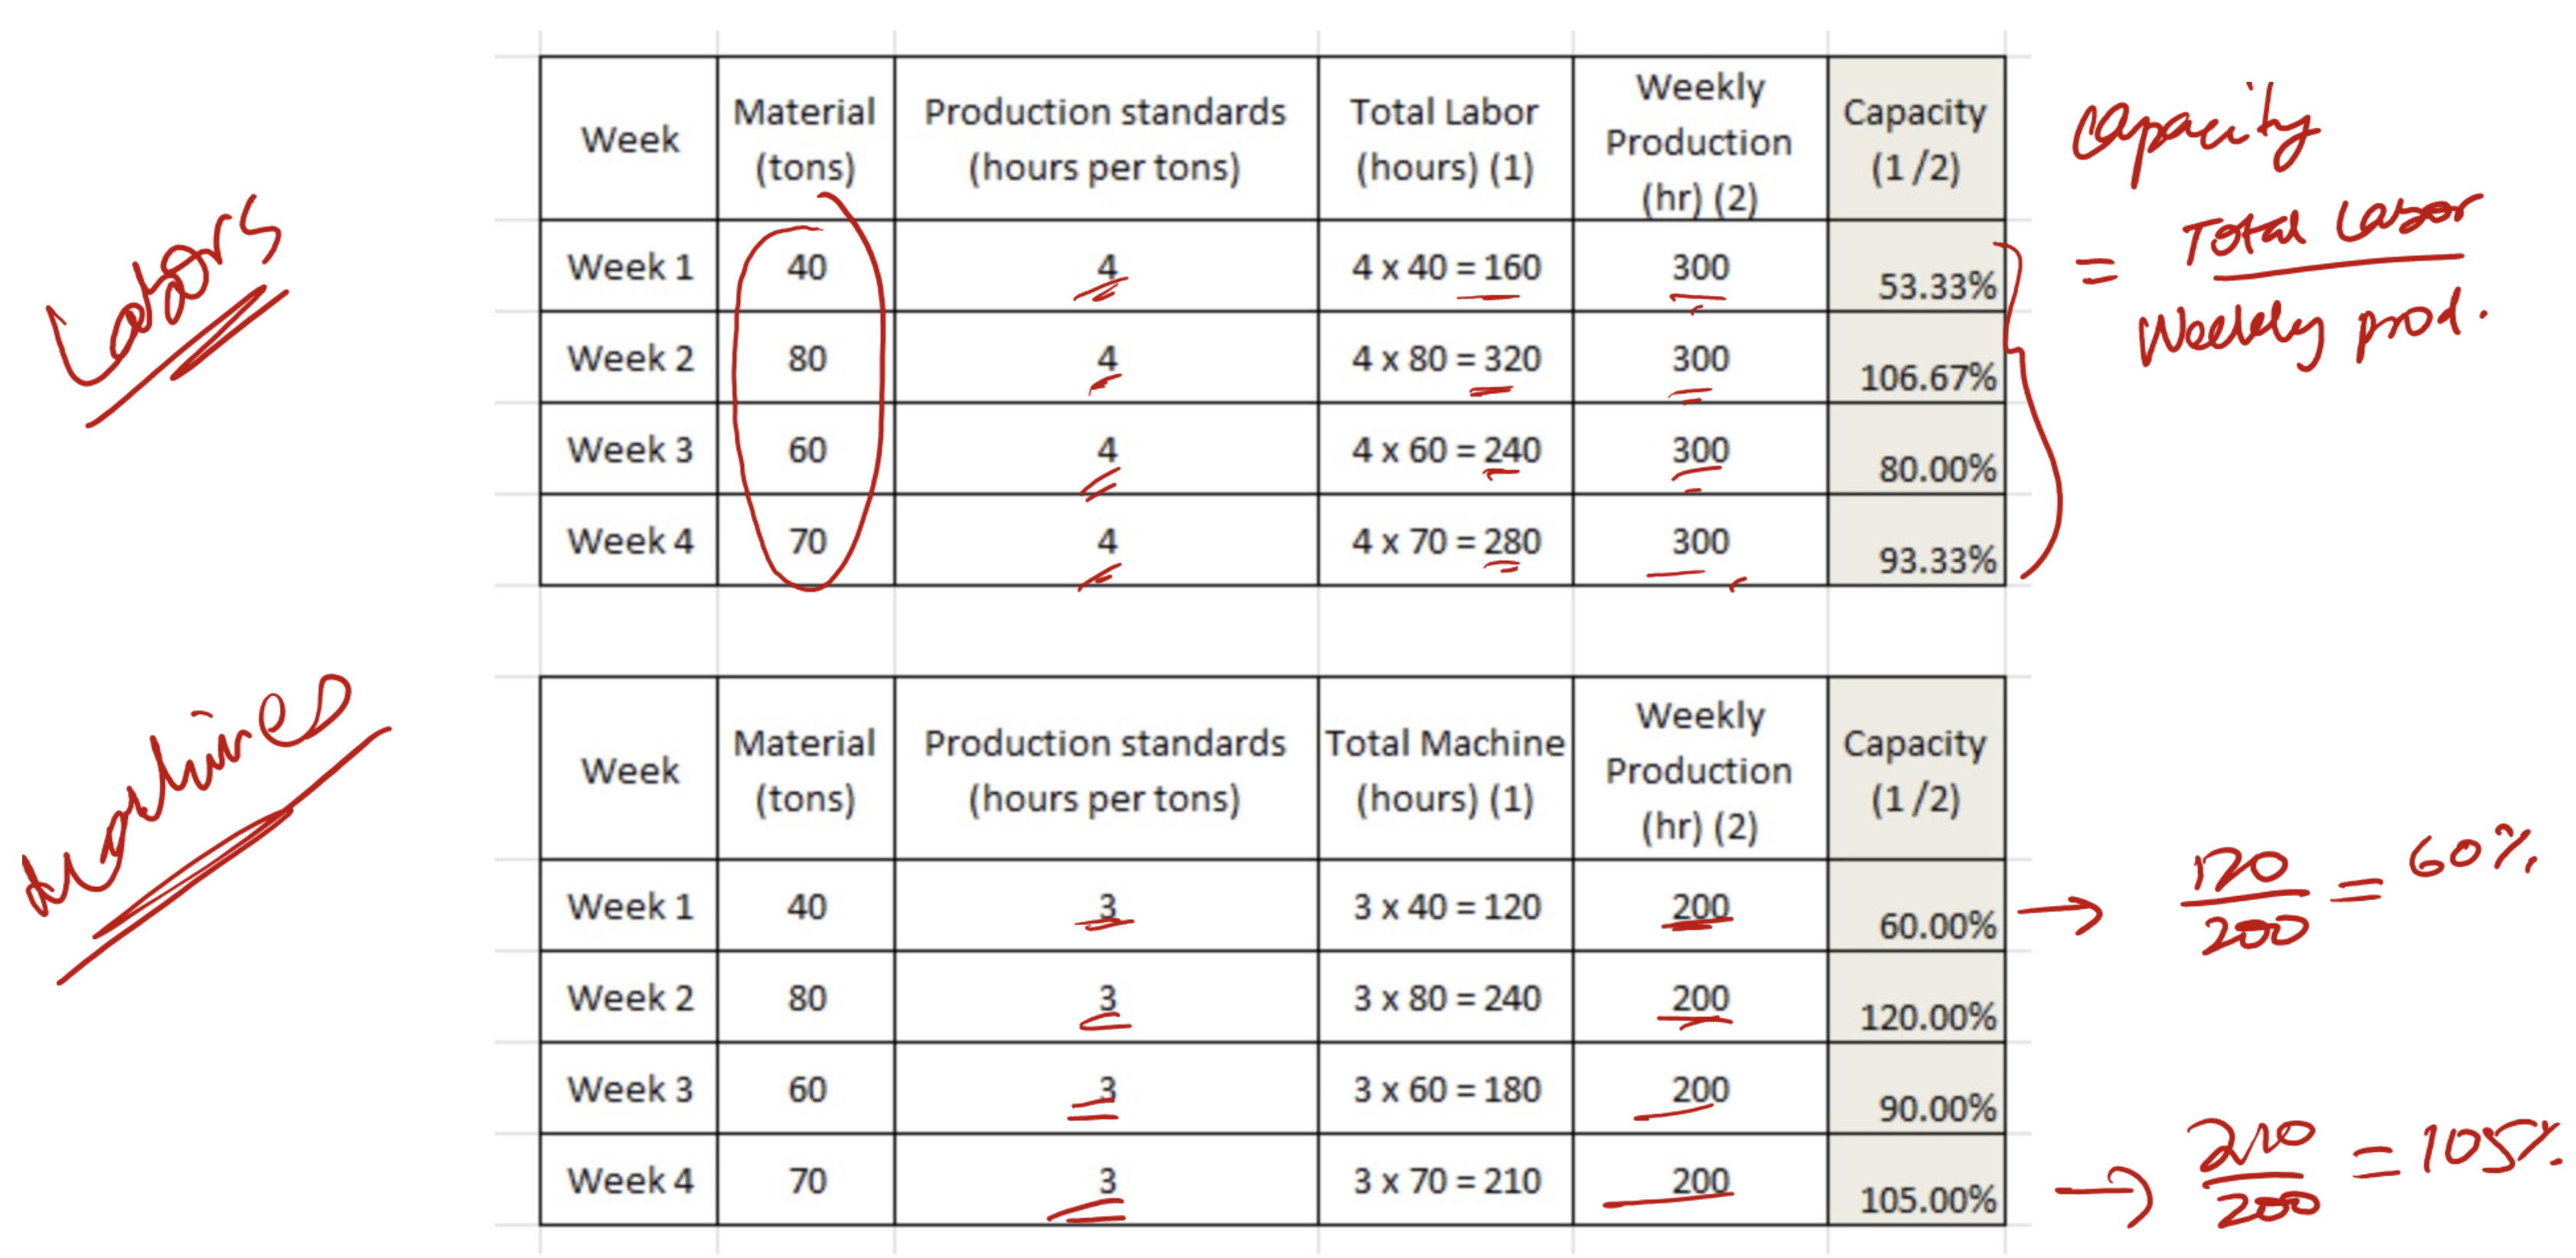 Labors
Week | Material (tons) | Production standards (hours per tons) | Total Labor (hours) (1) | Weekly Production (hr) (2) | Capacity (1 /2)
Week 1 | 40 | 4 | 4 x 40 = 160 | 300 | 53.33%
Week 2 | 80 | 4 | 4 x 80 = 320 | 300 | 106.67%
Week 3 | 60 | 4 | 4 x 60 = 240 | 300 | 80.00%
Week 4 | 70 | 4 | 4 x 70 = 280 | 300 | 93.33%
Capacity
= Total Labor
Weekly prod.
Machines
Week | Material (tons) | Production standards (hours per tons) | Total Machine (hours) (1) | Weekly Production (hr) (2) | Capacity (1 /2)
Week 1 | 40 | 3 | 3 x 40 = 120 | 200 | 60.00%
Week 2 | 80 | 3 | 3 x 80 = 240 | 200 | 120.00%
Week 3 | 60 | 3 | 3 x 60 = 180 | 200 | 90.00%
Week 4 | 70 | 3 | 3 x 70 = 210 | 200 | 105.00%
→ 120/200 = 60%
→ 210/200 = 105%